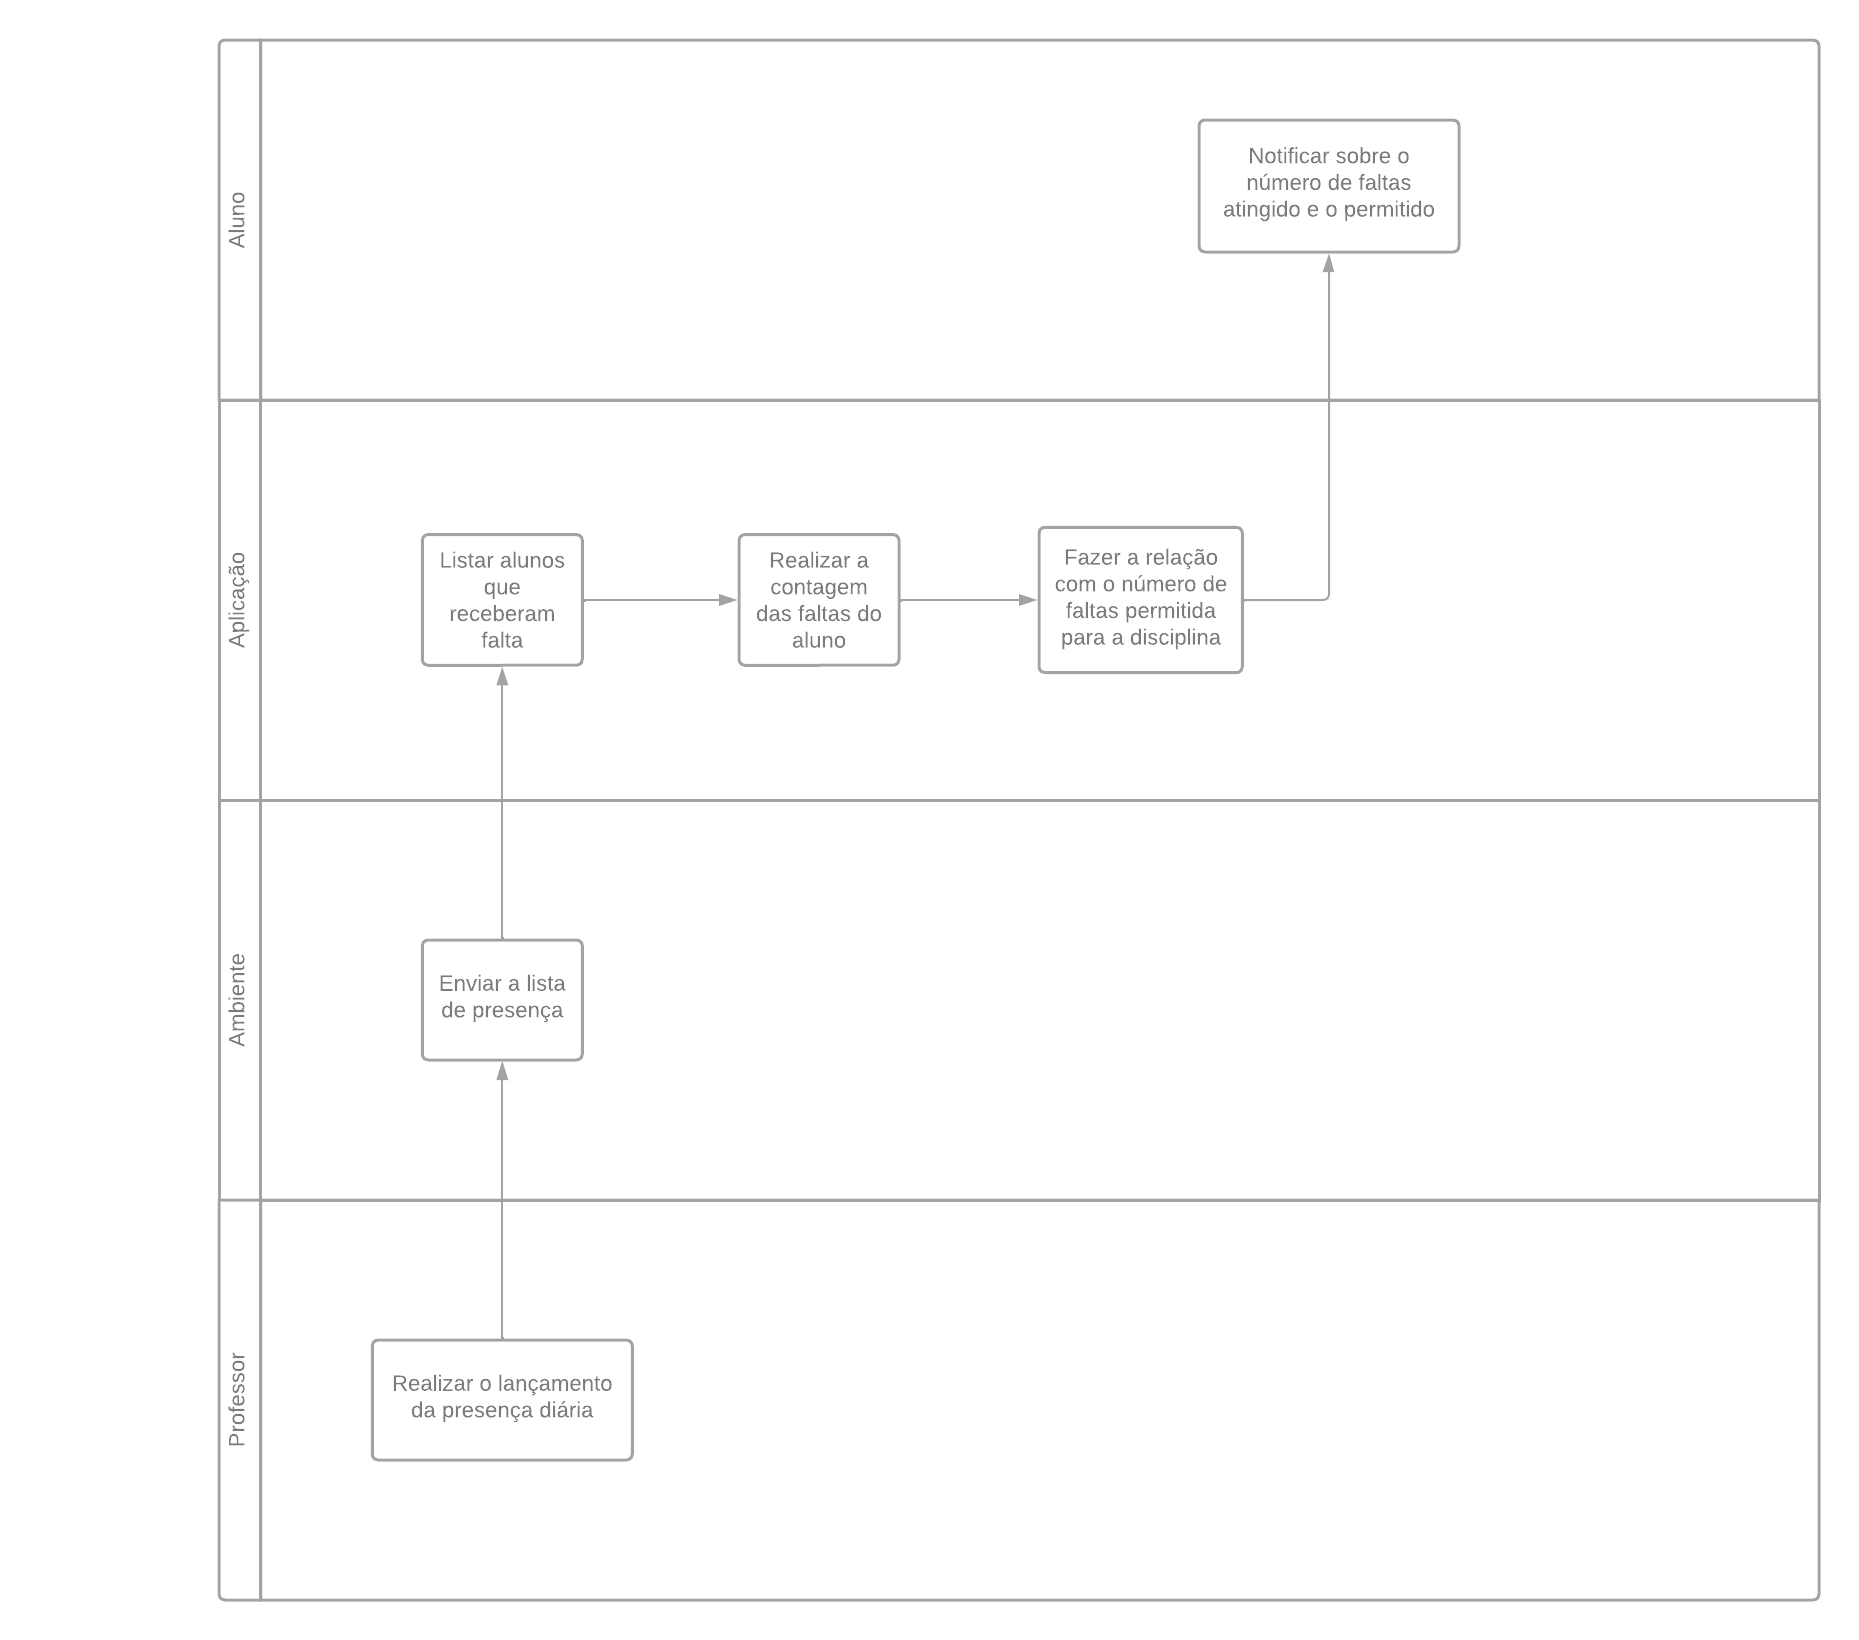 Aluno
Notificar sobre o
número de faltas
atingido e o permitido
Aplicação
Listar alunos
que
receberam
falta
Realizar a
contagem
das faltas do
aluno
Fazer a relação
com o número de
faltas permitida
para a disciplina
Ambiente
Enviar a lista
de presença
Professor
Realizar o lançamento
da presença diária